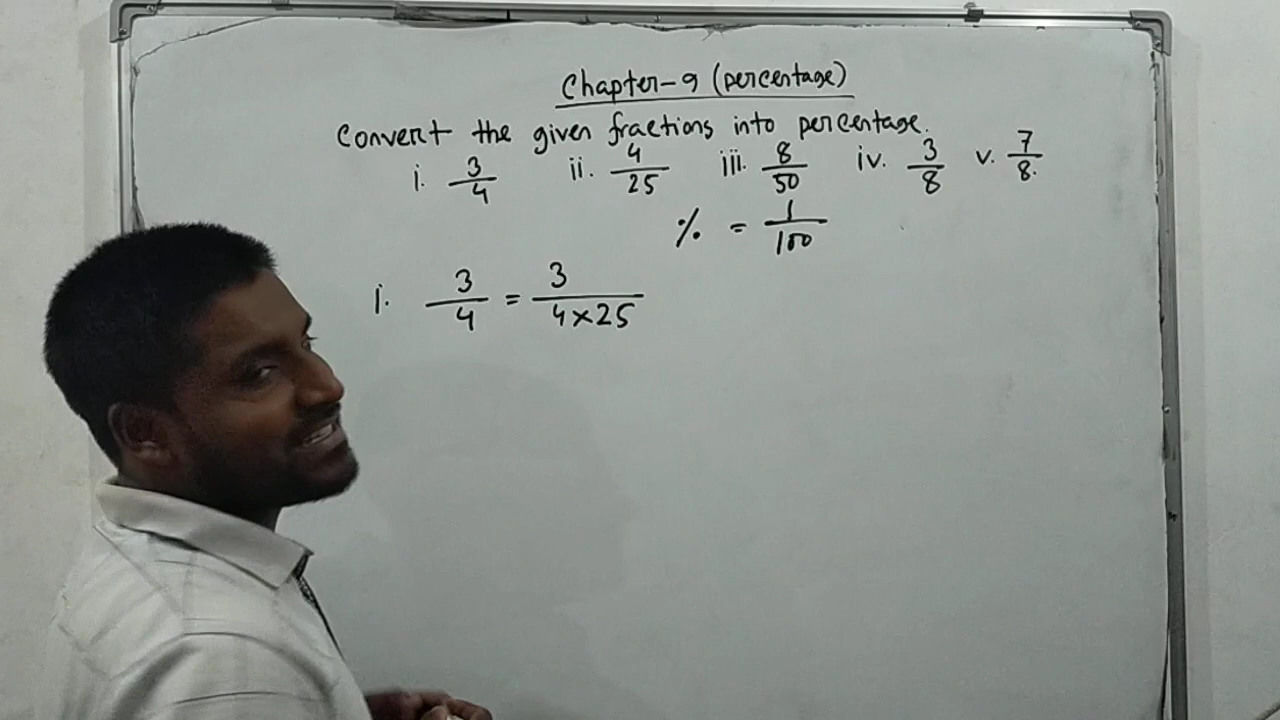 Chapter-9 (percentage)
Convert the given fractions into percentage.
i. 3/4 ii. 4/25 iii. 8/50 iv. 3/8 v. 7/8.
% = 1/100
i. 3/4 = 3/4×25